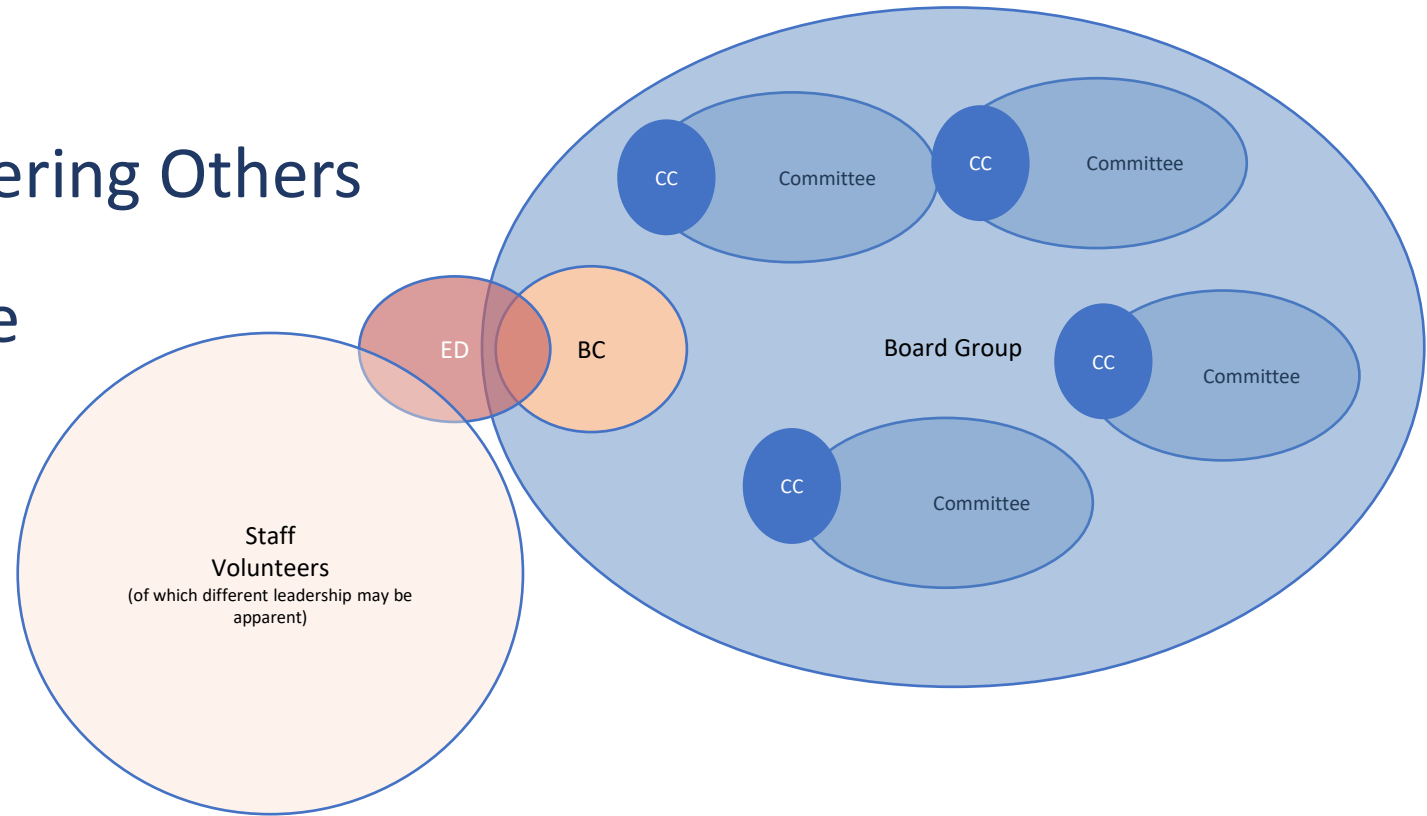 ering Others
e
CC
Committee
CC
Committee
ED
BC
Board Group
CC
Committee
CC
Committee
Staff
Volunteers
(of which different leadership may be
apparent)